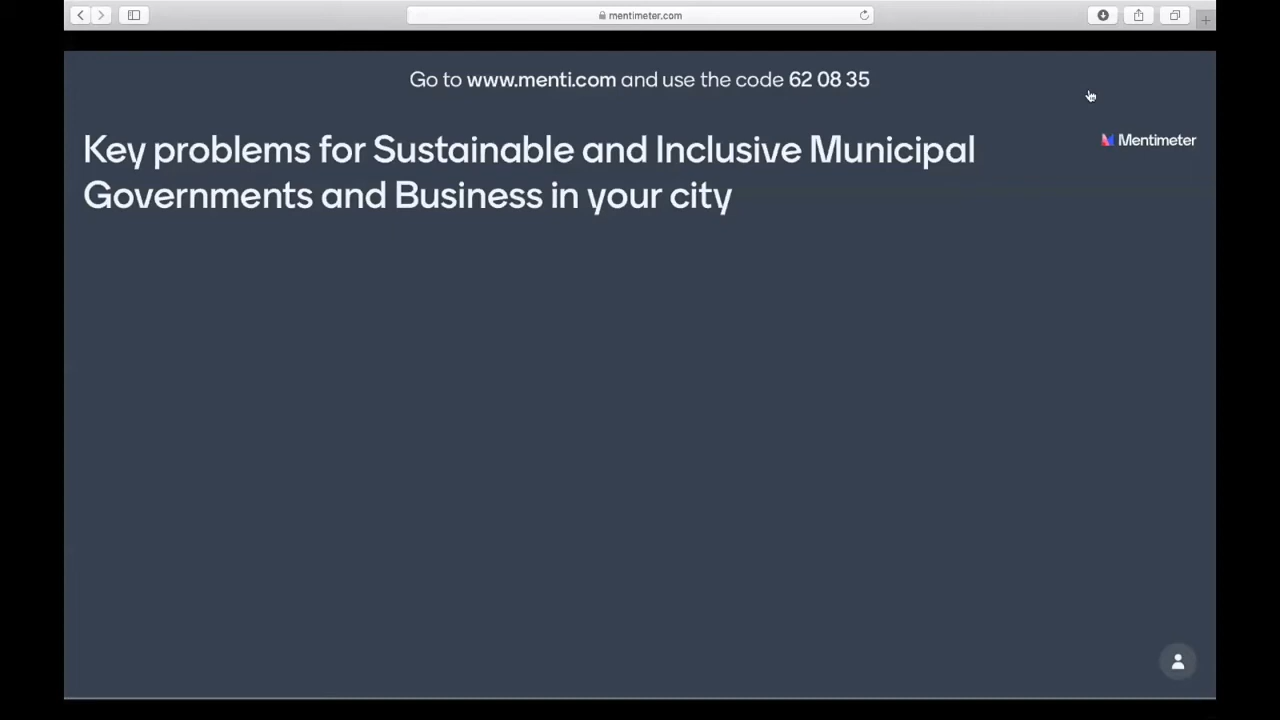 mentimeter.com
Go to www.menti.com and use the code 62 08 35
Key problems for Sustainable and Inclusive Municipal
Governments and Business in your city
Mentimeter